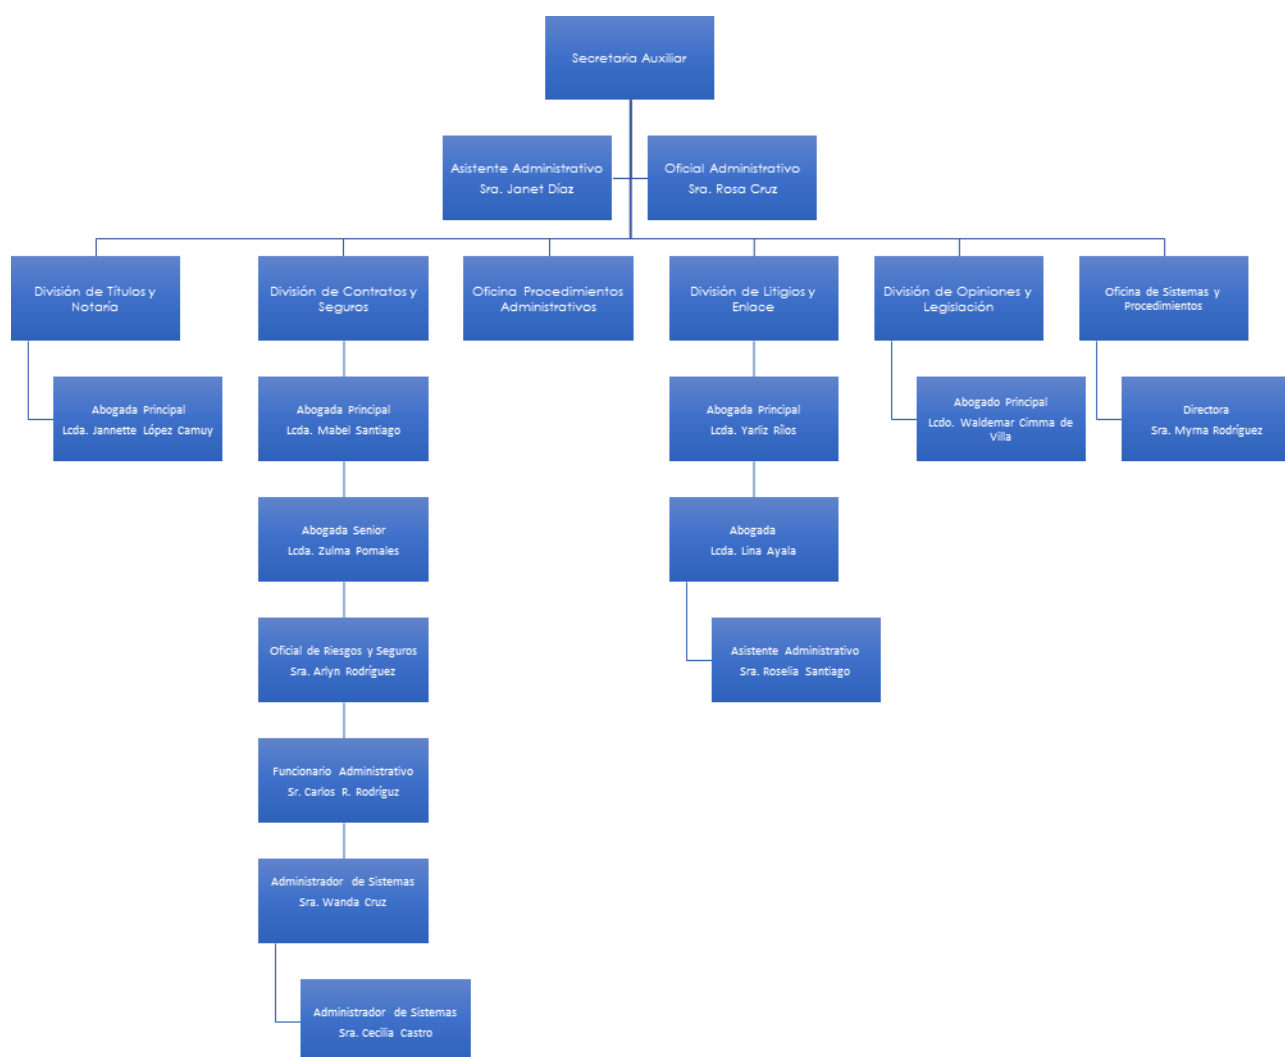 Secretaria Auxiliar
Asistente Administrativo
Sra. Janet Díaz
Oficial Administrativo
Sra. Rosa Cruz
División de Títulos y
Notaría
División de Contratos y
Seguros
Oficina Procedimientos
Administrativos
División de Litigios y
Enlace
División de Opiniones y
Legislación
Oficina de Sistemas y
Procedimientos
Abogada Principal
Lcda. Jannette López Camuy
Abogada Principal
Lcda. Mabel Santiago
Abogada Principal
Lcda. Yarliz Rîios
Abogado Principal
Lcdo. Waldemar Cimma de
Villa
Directora
Sra. Myrna Rodríguez
Abogada Senior
Lcda. Zulma Pomales
Abogada
Lcda. Lina Ayala
Oficial de Riesgos y Seguros
Sra. Arlyn Rodríguez
Asistente Administrativo
Sra. Roselia Santiago
Funcionario Administrativo
Sr. Carlos R. Rodríguz
Administrador de Sistemas
Sra. Wanda Cruz
Administrador de Sistemas
Sra. Cecilia Castro